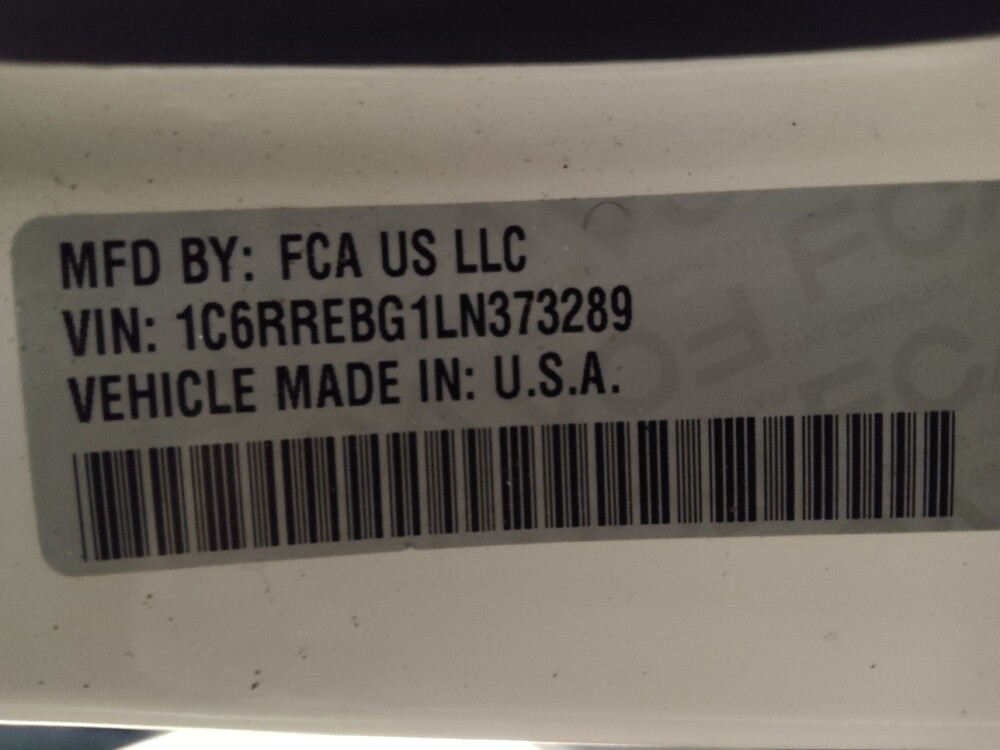 MFD BY: FCA US LLC
VIN: 1C6RREBG1LN373289
VEHICLE MADE IN: U.S.A.